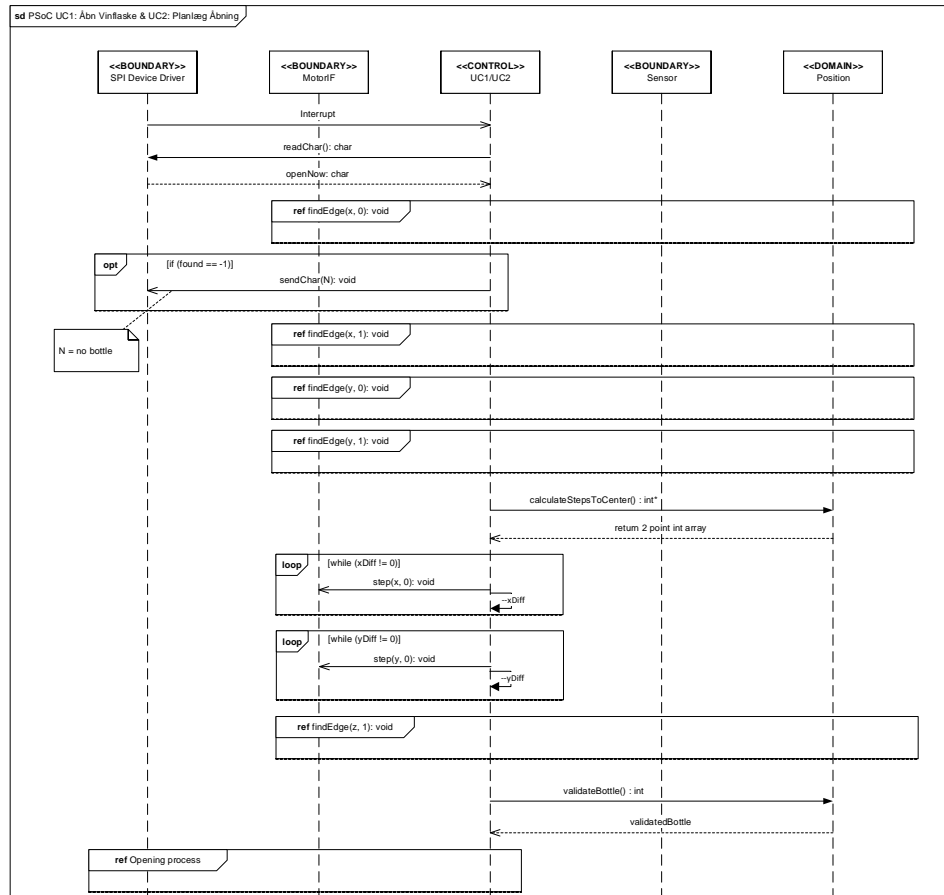 sd PSoC UC1: Åbn Vinflaske & UC2: Planlæg Åbning
<<BOUNDARY>>
SPI Device Driver
<<BOUNDARY>>
MotorIF
<<CONTROL>>
UC1/UC2
<<BOUNDARY>>
Sensor
<<DOMAIN>>
Position
Interrupt
readChar(): char
openNow: char
ref findEdge(x, 0): void
opt [if (found == -1)]
sendChar(N): void
N = no bottle
ref findEdge(x, 1): void
ref findEdge(y, 0): void
ref findEdge(y, 1): void
calculateStepsToCenter() : int*
return 2 point int array
loop [while (xDiff != 0)]
step(x, 0): void
--xDiff
loop [while (yDiff != 0)]
step(y, 0): void
--yDiff
ref findEdge(z, 1): void
validateBottle() : int
validatedBottle
ref Opening process